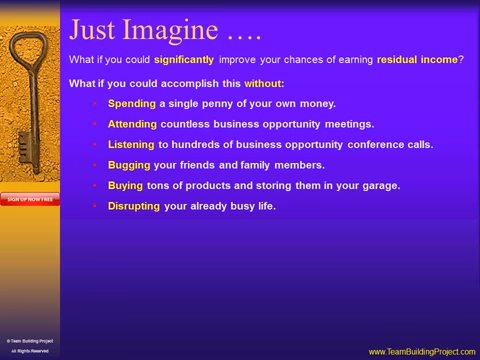 Just Imagine ….
What if you could significantly improve your chances of earning residual income?
What if you could accomplish this without:
• Spending a single penny of your own money.
• Attending countless business opportunity meetings.
• Listening to hundreds of business opportunity conference calls.
• Bugging your friends and family members.
• Buying tons of products and storing them in your garage.
• Disrupting your already busy life.
SIGN UP NOW FREE
© Team Building Project
All Rights Reserved
www.TeamBuildingProject.com